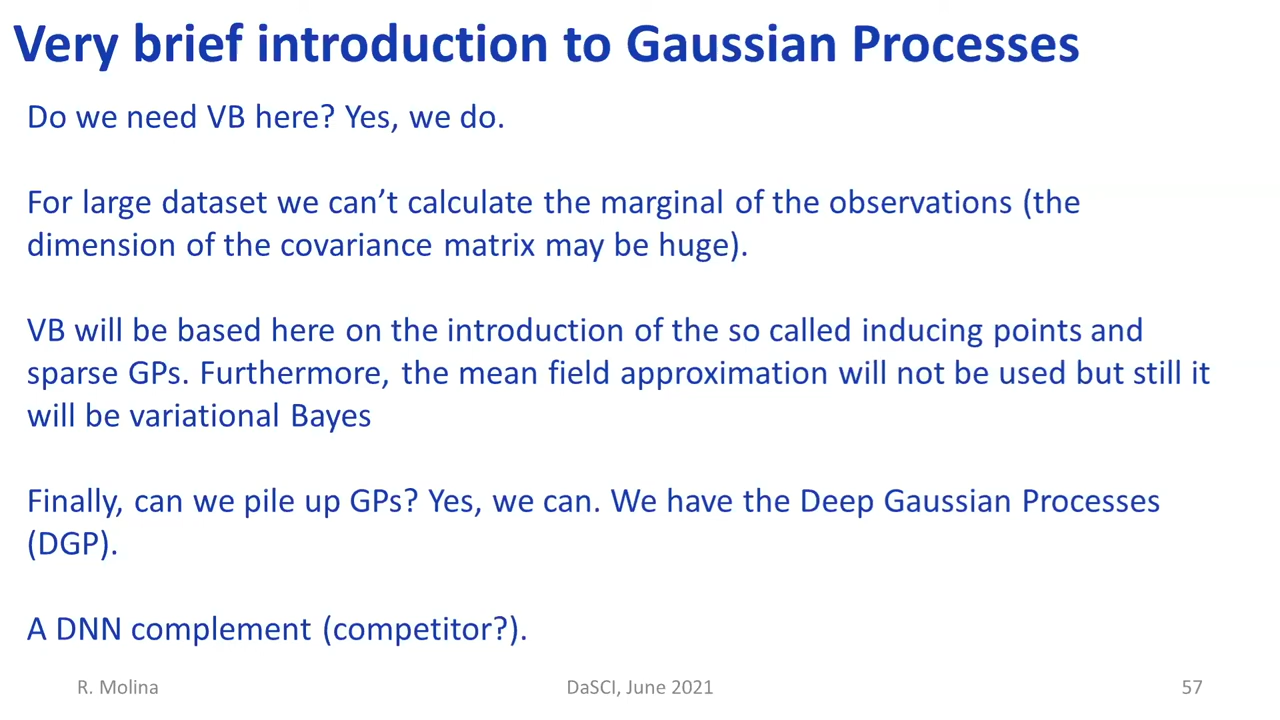 Very brief introduction to Gaussian Processes
Do we need VB here? Yes, we do.
For large dataset we can’t calculate the marginal of the observations (the
dimension of the covariance matrix may be huge).
VB will be based here on the introduction of the so called inducing points and
sparse GPs. Furthermore, the mean field approximation will not be used but still it
will be variational Bayes
Finally, can we pile up GPs? Yes, we can. We have the Deep Gaussian Processes
(DGP).
A DNN complement (competitor?).
R. Molina
DaSCI, June 2021
57